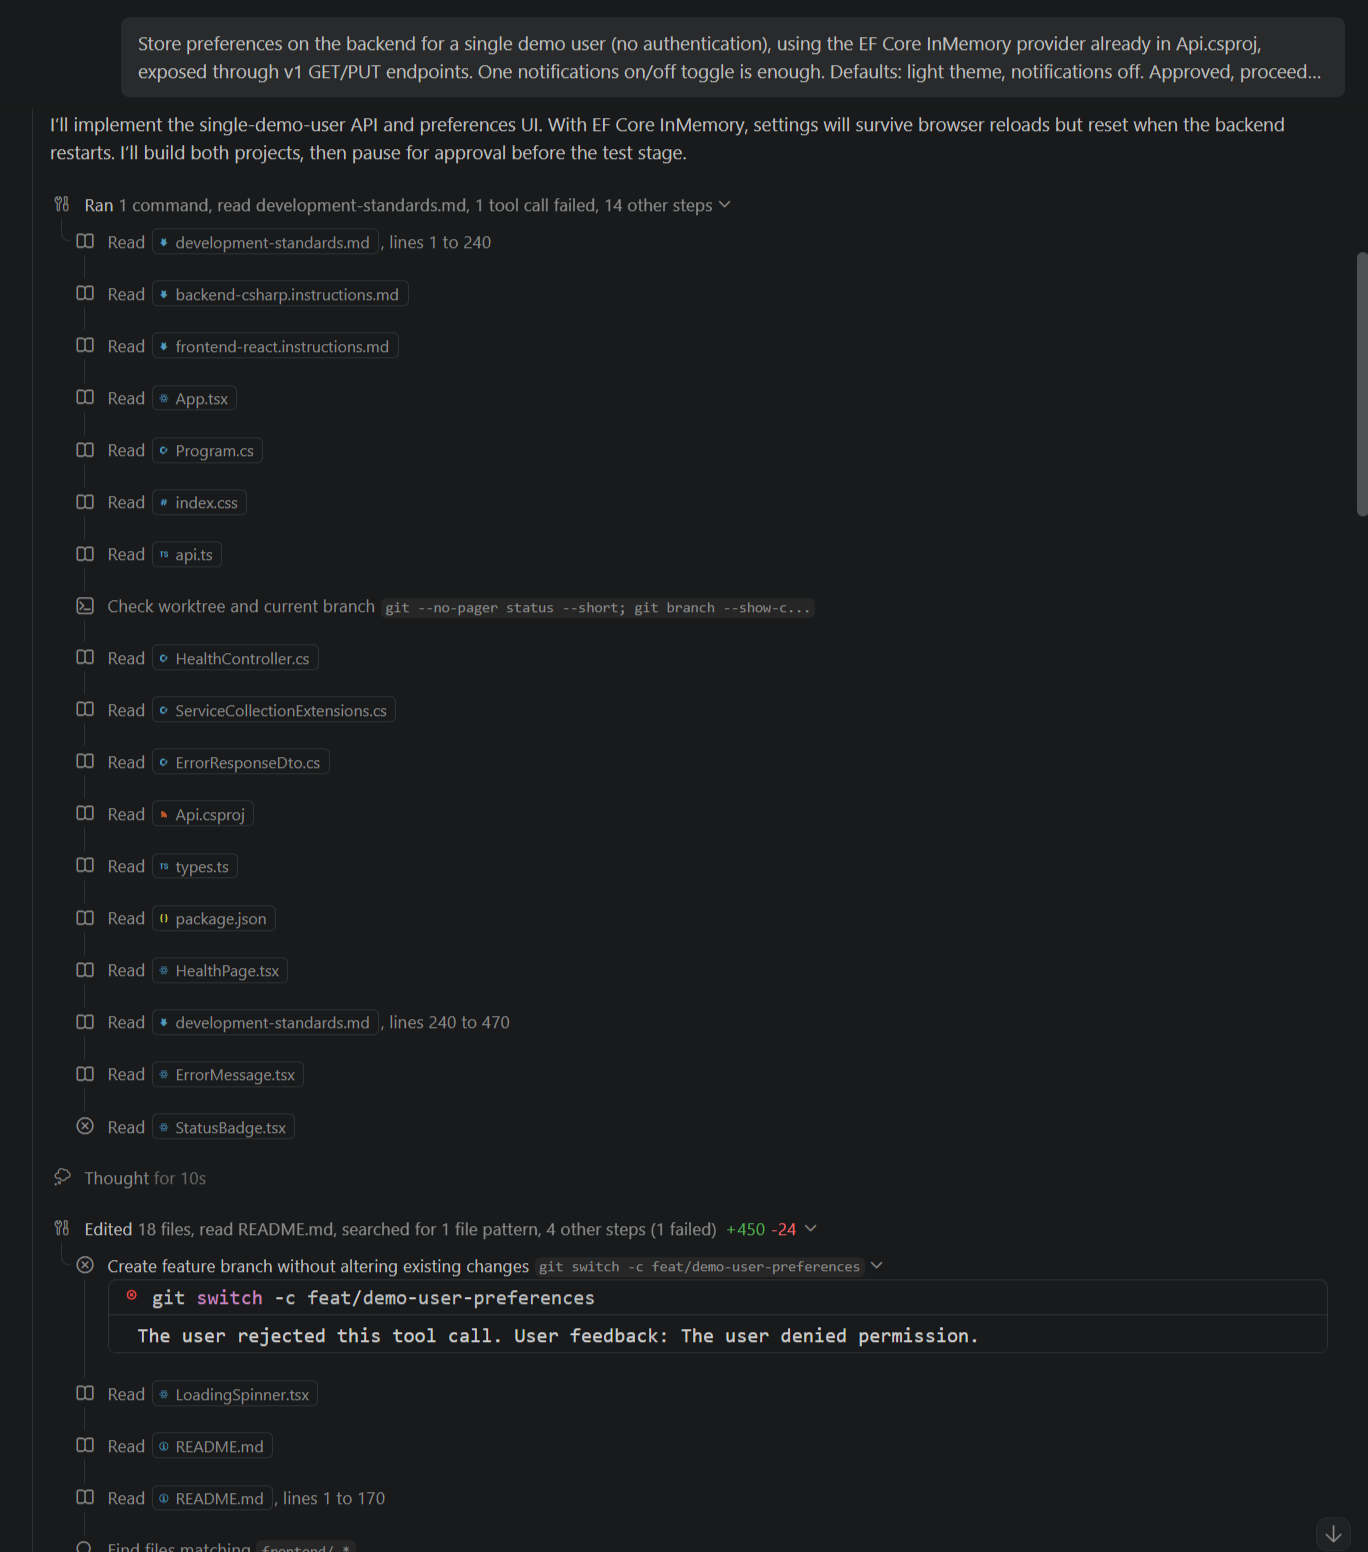 Store preferences on the backend for a single demo user (no authentication), using the EF Core InMemory provider already in Api.csproj,
exposed through v1 GET/PUT endpoints. One notifications on/off toggle is enough. Defaults: light theme, notifications off. Approved, proceed...
I'll implement the single-demo-user API and preferences UI. With EF Core InMemory, settings will survive browser reloads but reset when the backend
restarts. I'll build both projects, then pause for approval before the test stage.
Ran 1 command, read development-standards.md, 1 tool call failed, 14 other steps
Read development-standards.md, lines 1 to 240
Read backend-csharp.instructions.md
Read frontend-react.instructions.md
Read App.tsx
Read Program.cs
Read # index.css
Read TS api.ts
Check worktree and current branch git --no-pager status --short; git branch --show-c...
Read HealthController.cs
Read ServiceCollectionExtensions.cs
Read ErrorResponseDto.cs
Read Api.csproj
Read TS types.ts
Read package.json
Read HealthPage.tsx
Read development-standards.md, lines 240 to 470
Read ErrorMessage.tsx
Read StatusBadge.tsx
Thought for 10s
Edited 18 files, read README.md, searched for 1 file pattern, 4 other steps (1 failed) +450 -24
Create feature branch without altering existing changes git switch -c feat/demo-user-preferences
git switch -c feat/demo-user-preferences
The user rejected this tool call. User feedback: The user denied permission.
Read LoadingSpinner.tsx
Read README.md
Read README.md, lines 1 to 170
Find files matching frontend/.*